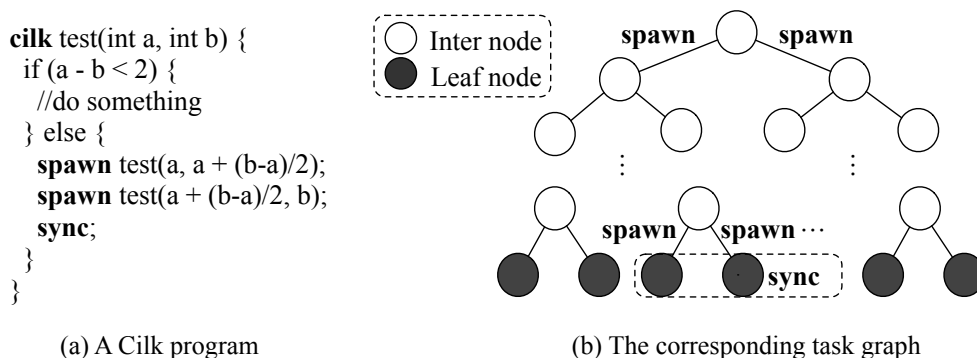 cilk test(int a, int b) {
if (a - b < 2) {
//do something
} else {
spawn test(a, a + (b-a)/2);
spawn test(a + (b-a)/2, b);
sync;
}
}
(a) A Cilk program
Inter node
Leaf node
spawn spawn
⋮ ⋮
spawn spawn ···
sync
(b) The corresponding task graph